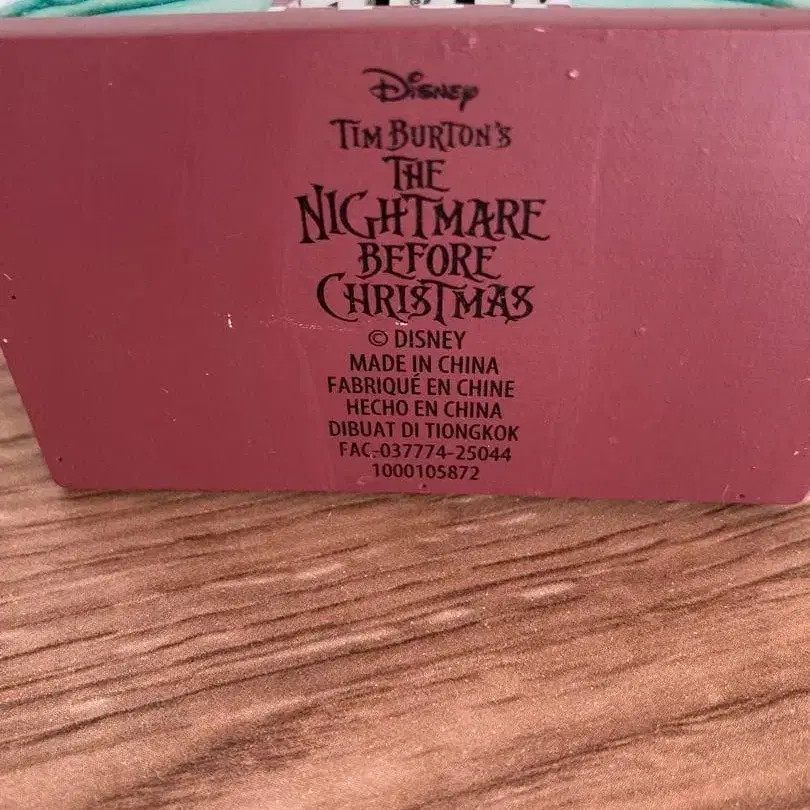 Disney
TIM BURTON'S
THE
NIGHTMARE
BEFORE
CHRISTMAS
© DISNEY
MADE IN CHINA
FABRIQUÉ EN CHINE
HECHO EN CHINA
DIBUAT DI TIONGKOK
FAC-037774-25044
1000105872